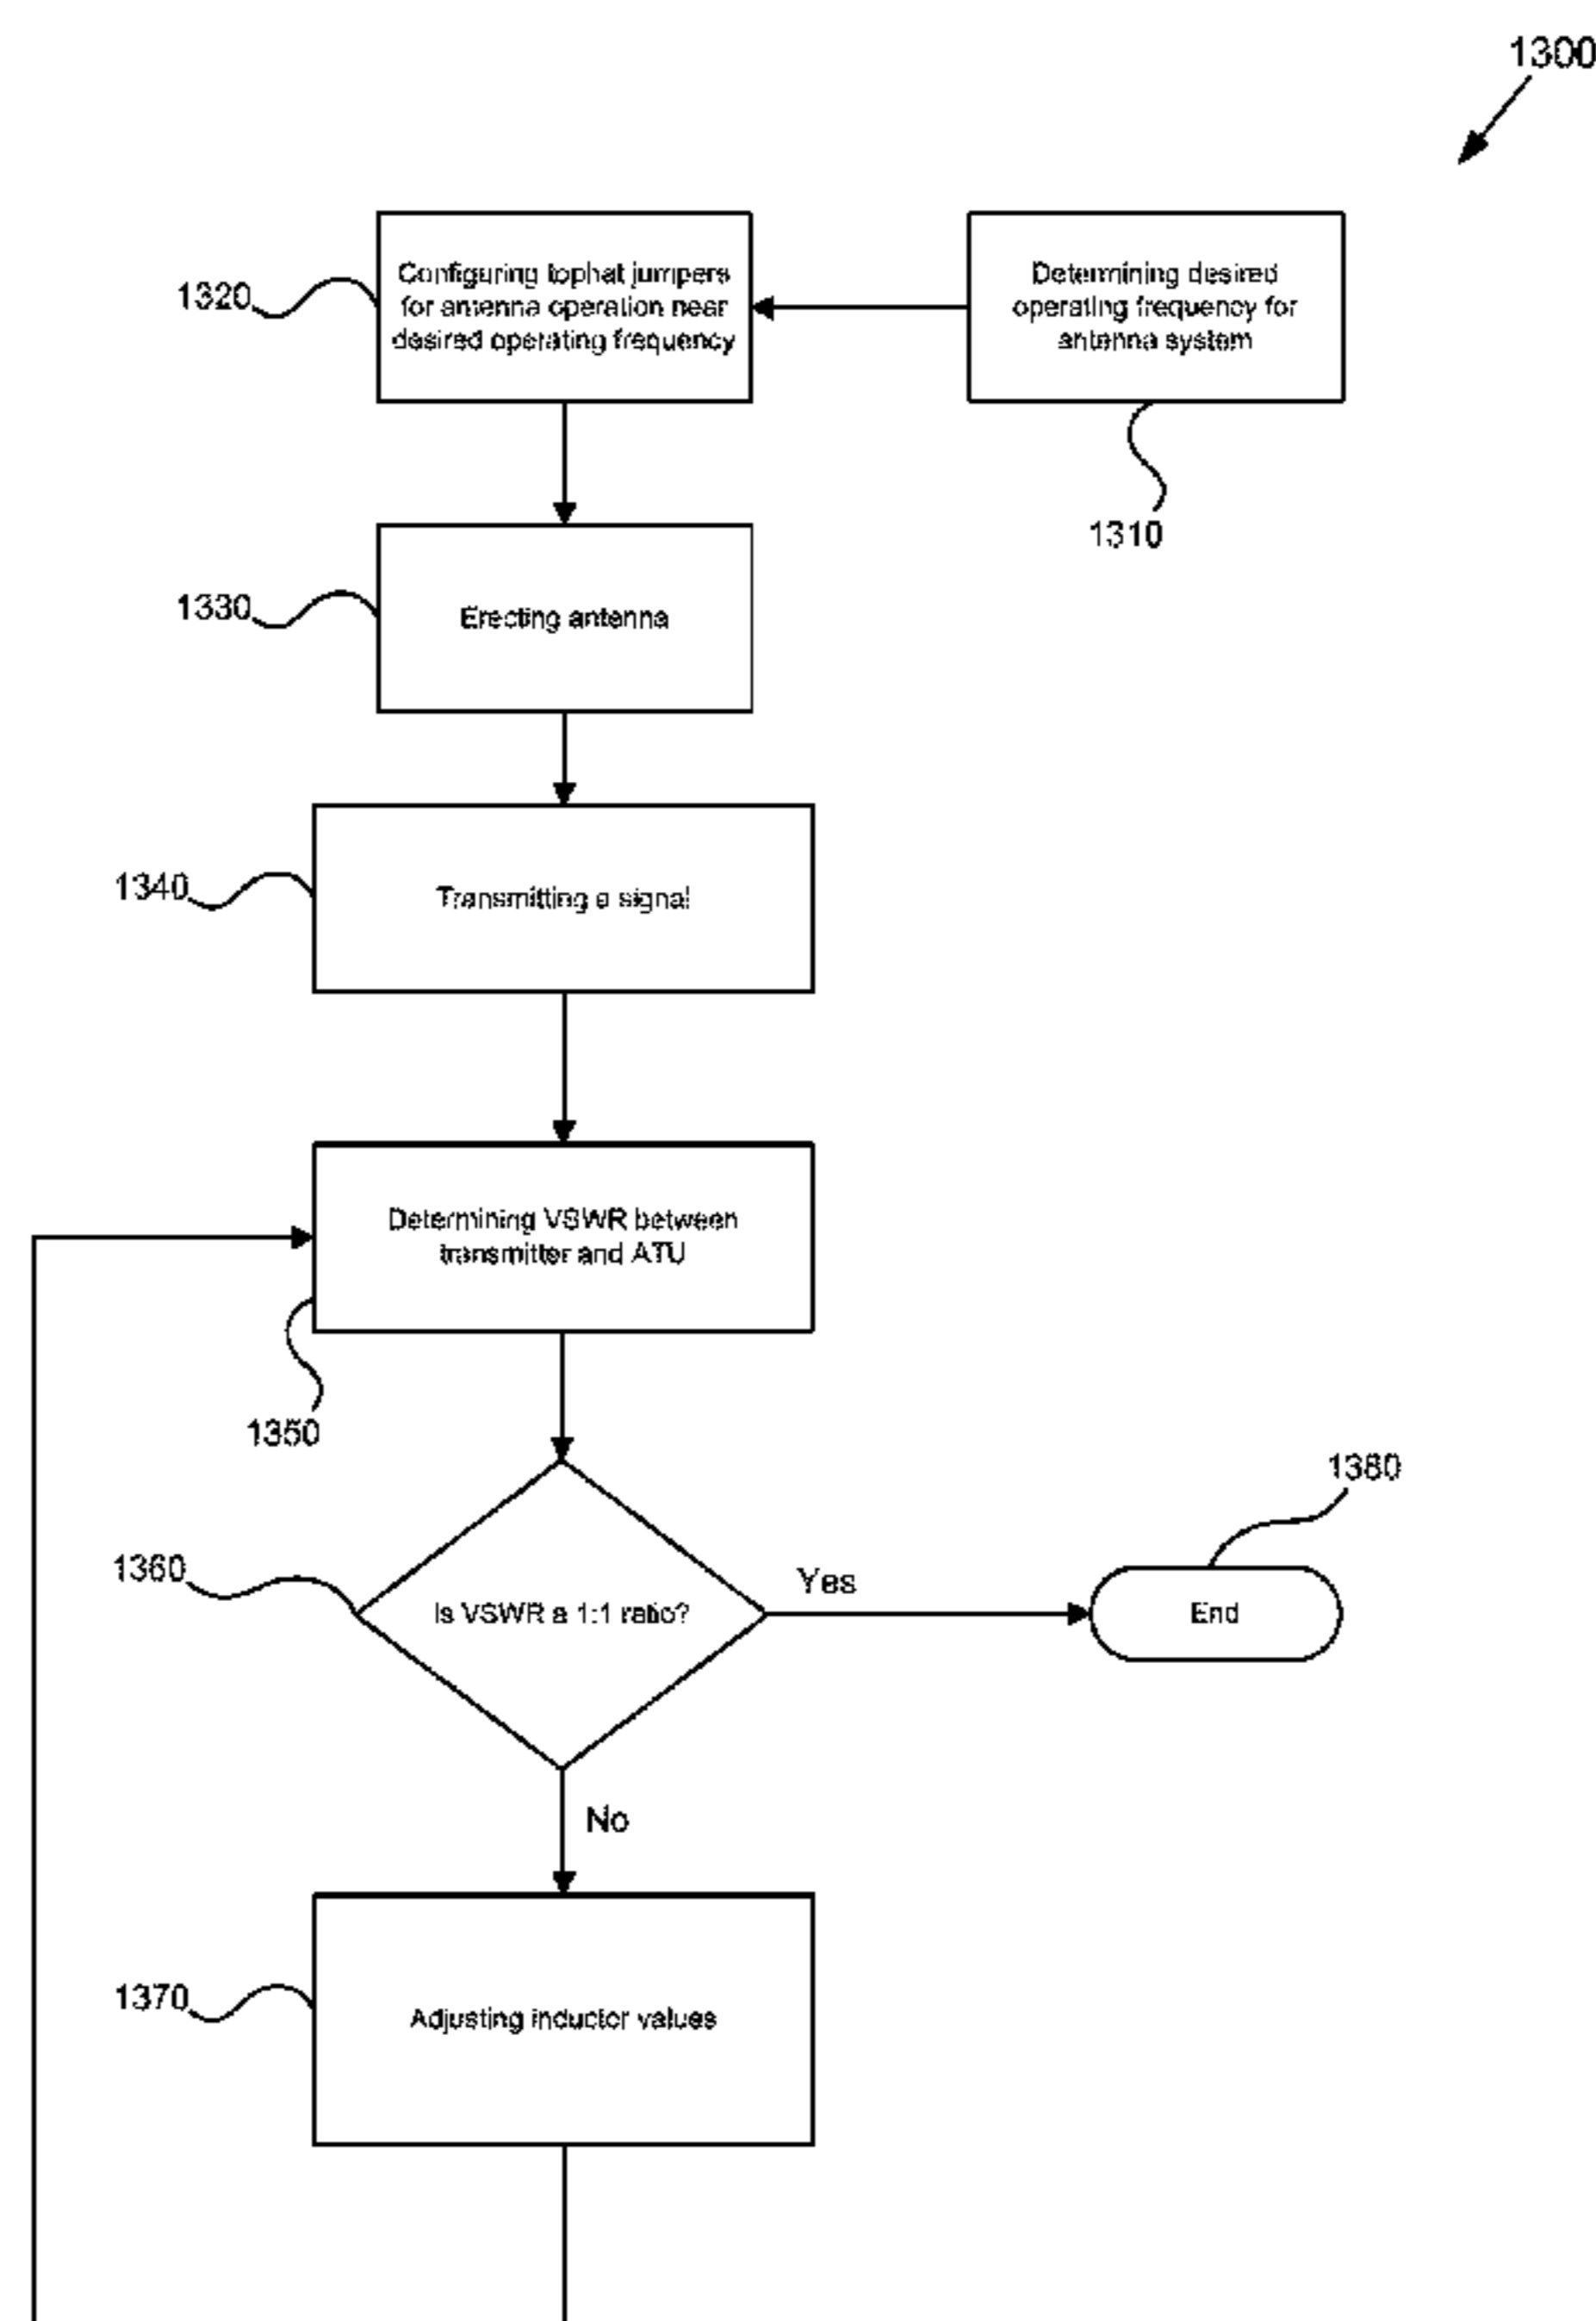 1300
Determining desired
operating frequency for
antenna system
1310
Configuring tophat jumpers
for antenna operation near
desired operating frequency
1320
Erecting antenna
1330
Transmitting a signal
1340
Determining VSWR between
transmitter and ATU
1350
Is VSWR a 1:1 ratio?
1360
Yes
End
1380
No
Adjusting inductor values
1370